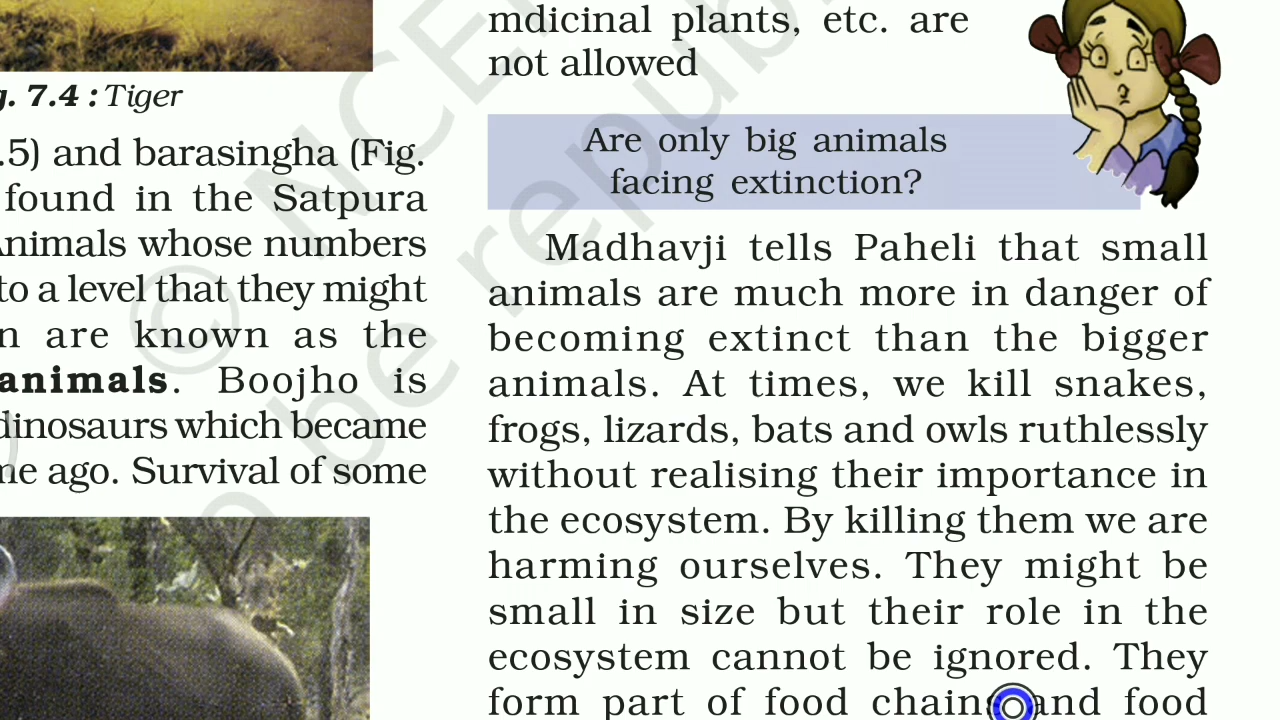 g. 7.4 : Tiger
.5) and barasingha (Fig.
found in the Satpura
Animals whose numbers
to a level that they might
n are known as the
animals. Boojho is
dinosaurs which became
me ago. Survival of some
mdicinal plants, etc. are
not allowed
Are only big animals
facing extinction?
Madhavji tells Paheli that small
animals are much more in danger of
becoming extinct than the bigger
animals. At times, we kill snakes,
frogs, lizards, bats and owls ruthlessly
without realising their importance in
the ecosystem. By killing them we are
harming ourselves. They might be
small in size but their role in the
ecosystem cannot be ignored. They
form part of food chains and food
© NCE
be republ